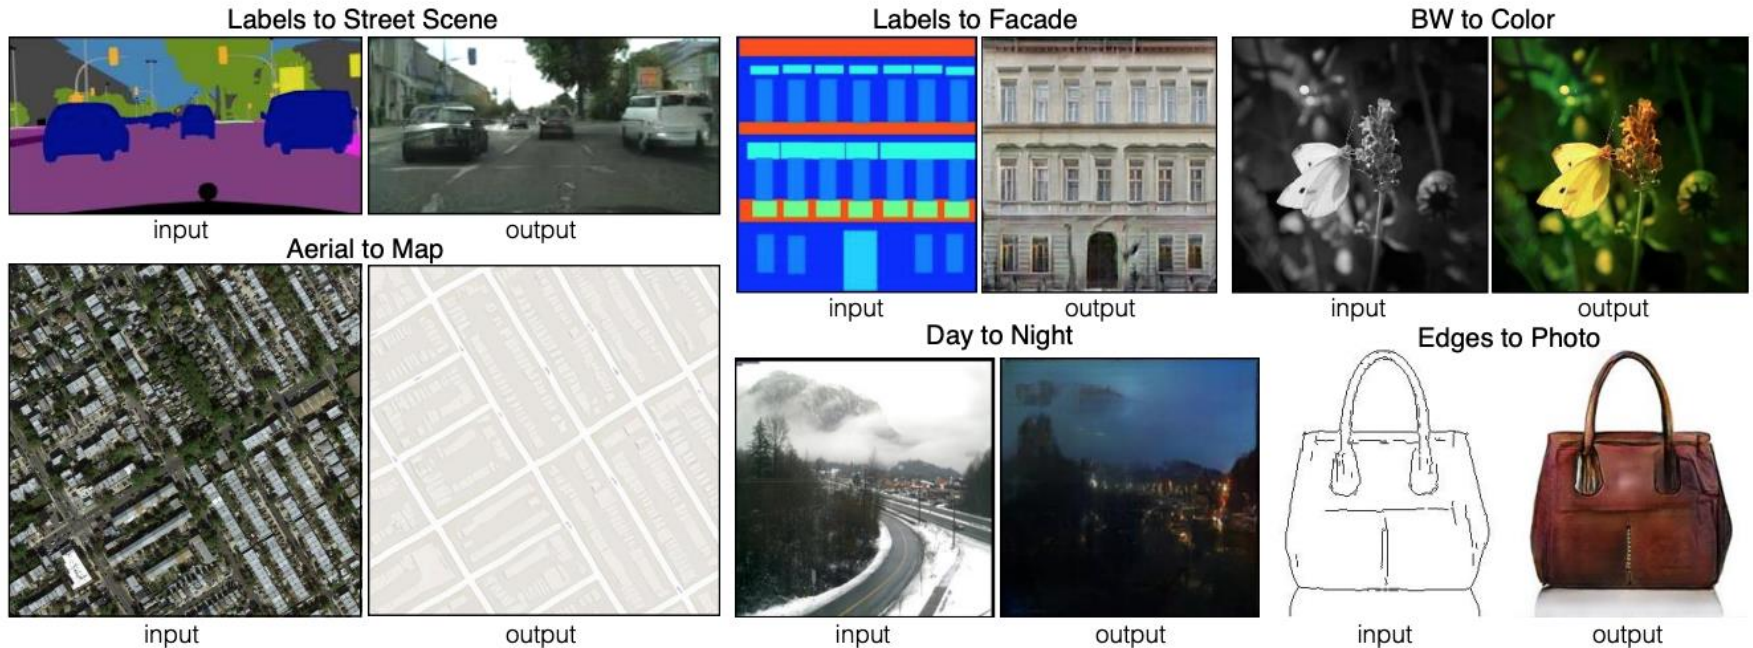 Labels to Street Scene
input
output
Aerial to Map
input
output
Labels to Facade
input
output
BW to Color
input
output
Day to Night
input
output
Edges to Photo
input
output